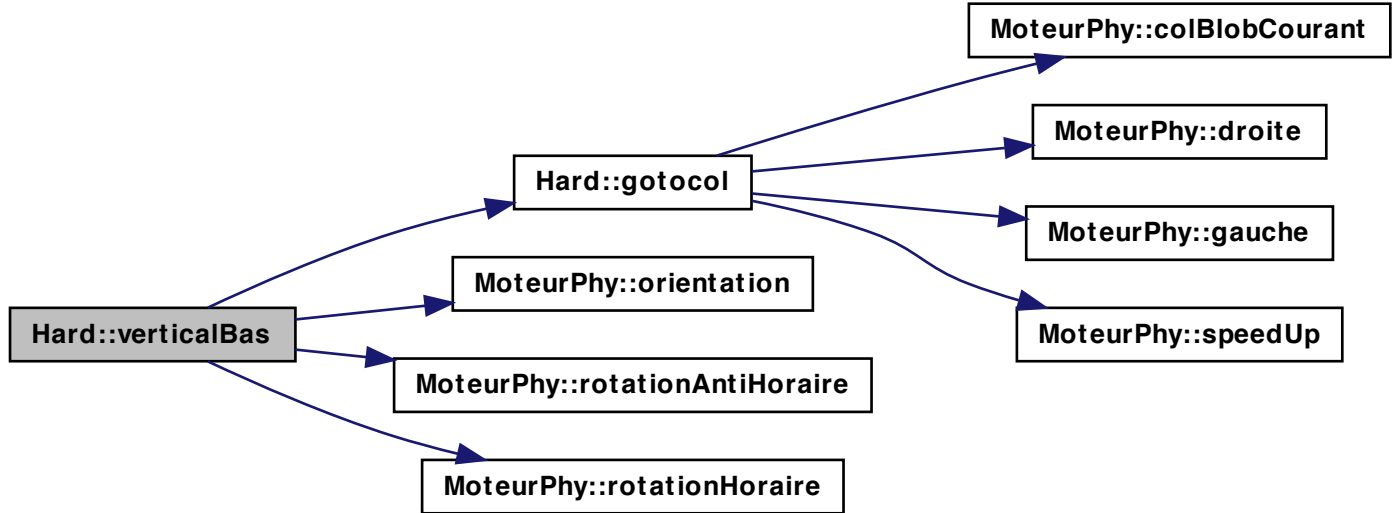 MoteurPhy::colBlobCourant
MoteurPhy::droite
Hard::gotocol
MoteurPhy::gauche
MoteurPhy::orientation
Hard::verticalBas
MoteurPhy::speedUp
MoteurPhy::rotationAntiHoraire
MoteurPhy::rotationHoraire